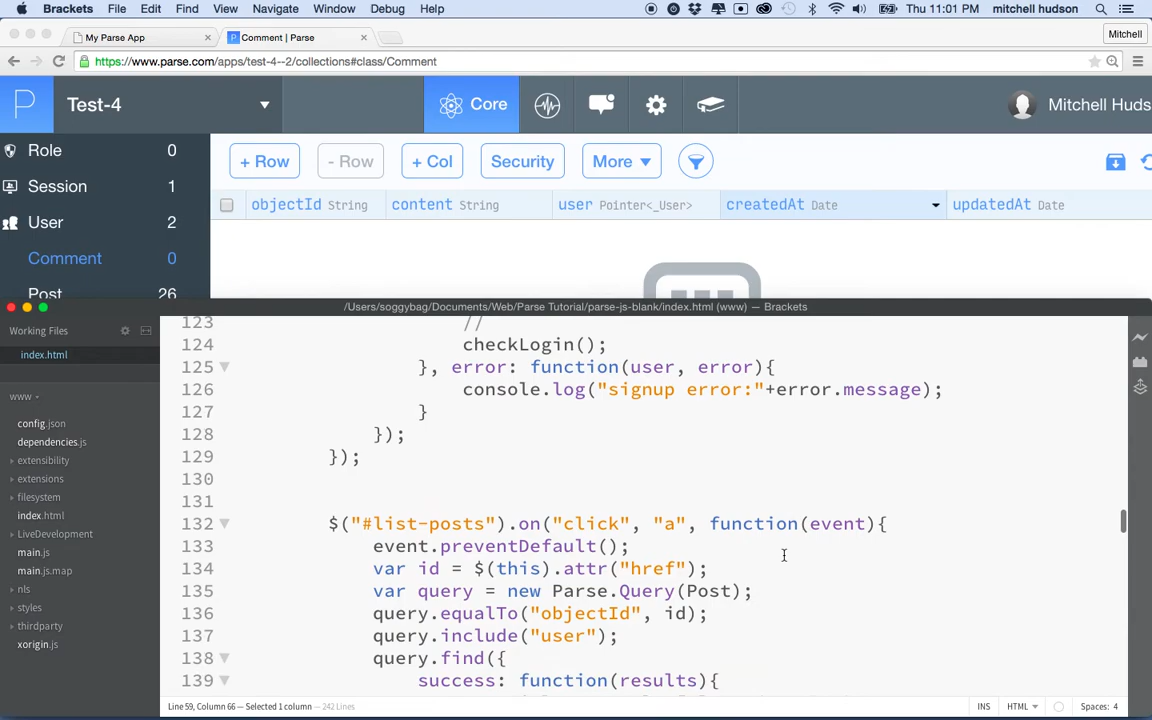 Brackets File Edit Find View Navigate Window Debug Help Thu 11:01 PM mitchell hudson
My Parse App × Comment | Parse × Mitchell
https://www.parse.com/apps/test-4--2/collections#class/Comment
P Test-4 Core Mitchell Huds
Role 0
Session 1
User 2
Comment 0
Post 26
+ Row - Row + Col Security More
objectId String content String user Pointer<_User> createdAt Date updatedAt Date
/Users/soggybag/Documents/Web/Parse Tutorial/parse-js-blank/index.html (www) — Brackets
Working Files
index.html
www
config.json
dependencies.js
extensibility
extensions
filesystem
index.html
LiveDevelopment
main.js
main.js.map
nls
styles
thirdparty
xorigin.js
123 //
124 checkLogin();
125 }, error: function(user, error){
126 console.log("signup error:"+error.message);
127 }
128 });
129 });
130
131
132 $("#list-posts").on("click", "a", function(event){
133 event.preventDefault();
134 var id = $(this).attr("href");
135 var query = new Parse.Query(Post);
136 query.equalTo("objectId", id);
137 query.include("user");
138 query.find({
139 success: function(results){
Line 59, Column 66 — Selected 1 column — 242 Lines INS HTML Spaces: 4